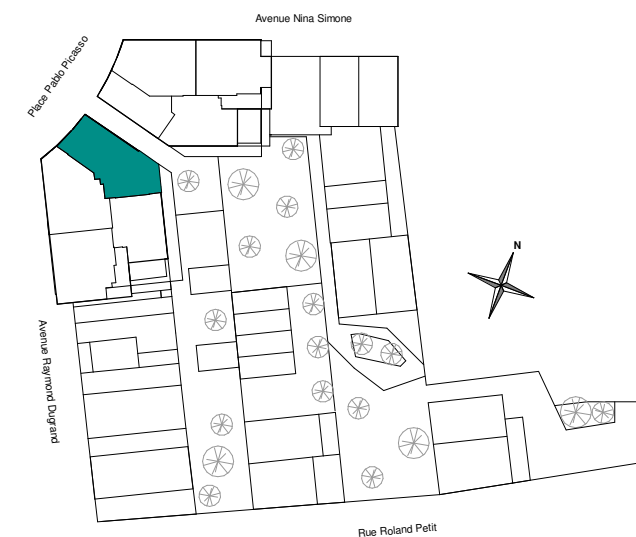 Avenue Nina Simone
Place Pablo Picasso
N
Avenue Raymond Dugrand
Rue Roland Petit